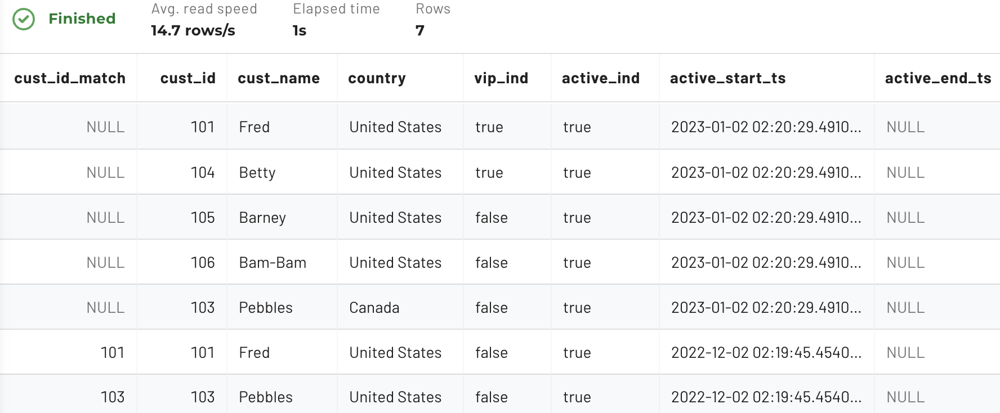 Finished
Avg. read speed Elapsed time Rows
14.7 rows/s 1s 7
cust_id_match cust_id cust_name country vip_ind active_ind active_start_ts active_end_ts
NULL 101 Fred United States true true 2023-01-02 02:20:29.4910... NULL
NULL 104 Betty United States true true 2023-01-02 02:20:29.4910... NULL
NULL 105 Barney United States false true 2023-01-02 02:20:29.4910... NULL
NULL 106 Bam-Bam United States false true 2023-01-02 02:20:29.4910... NULL
NULL 103 Pebbles Canada false true 2023-01-02 02:20:29.4910... NULL
101 101 Fred United States false true 2022-12-02 02:19:45.4540... NULL
103 103 Pebbles United States false true 2022-12-02 02:19:45.4540... NULL